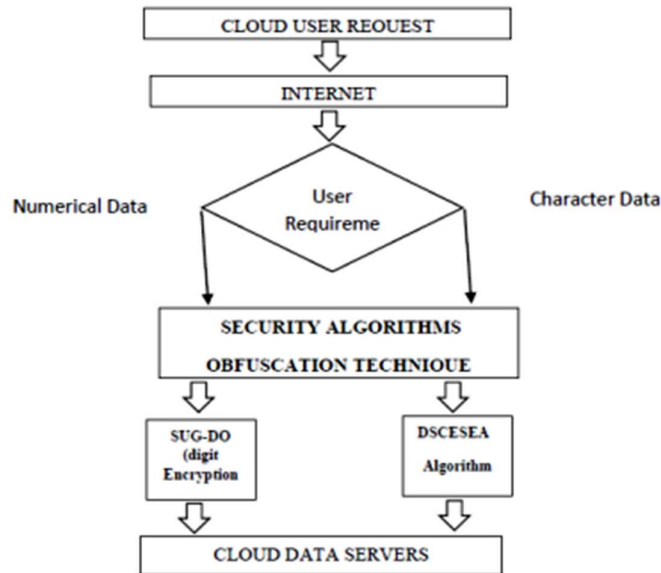 CLOUD USER REOUEST
INTERNET
User
Requireme
Numerical Data
Character Data
SECURITY ALGORITHMS
OBFUSCATION TECHNIOUE
SUG-DO
(digit
Encryption
DSCESEA
Algorithm
CLOUD DATA SERVERS